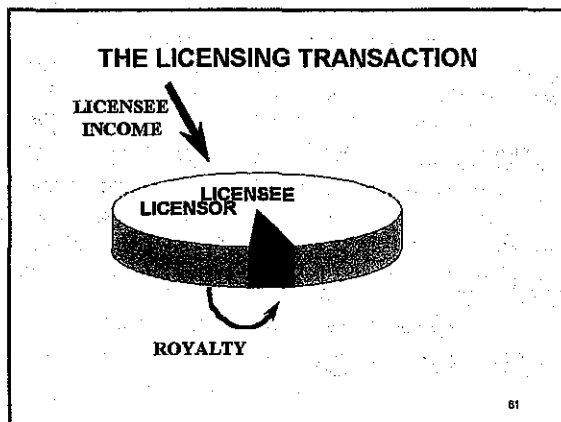 THE LICENSING TRANSACTION
LICENSEE
INCOME
LICENSEE
LICENSOR
ROYALTY
61